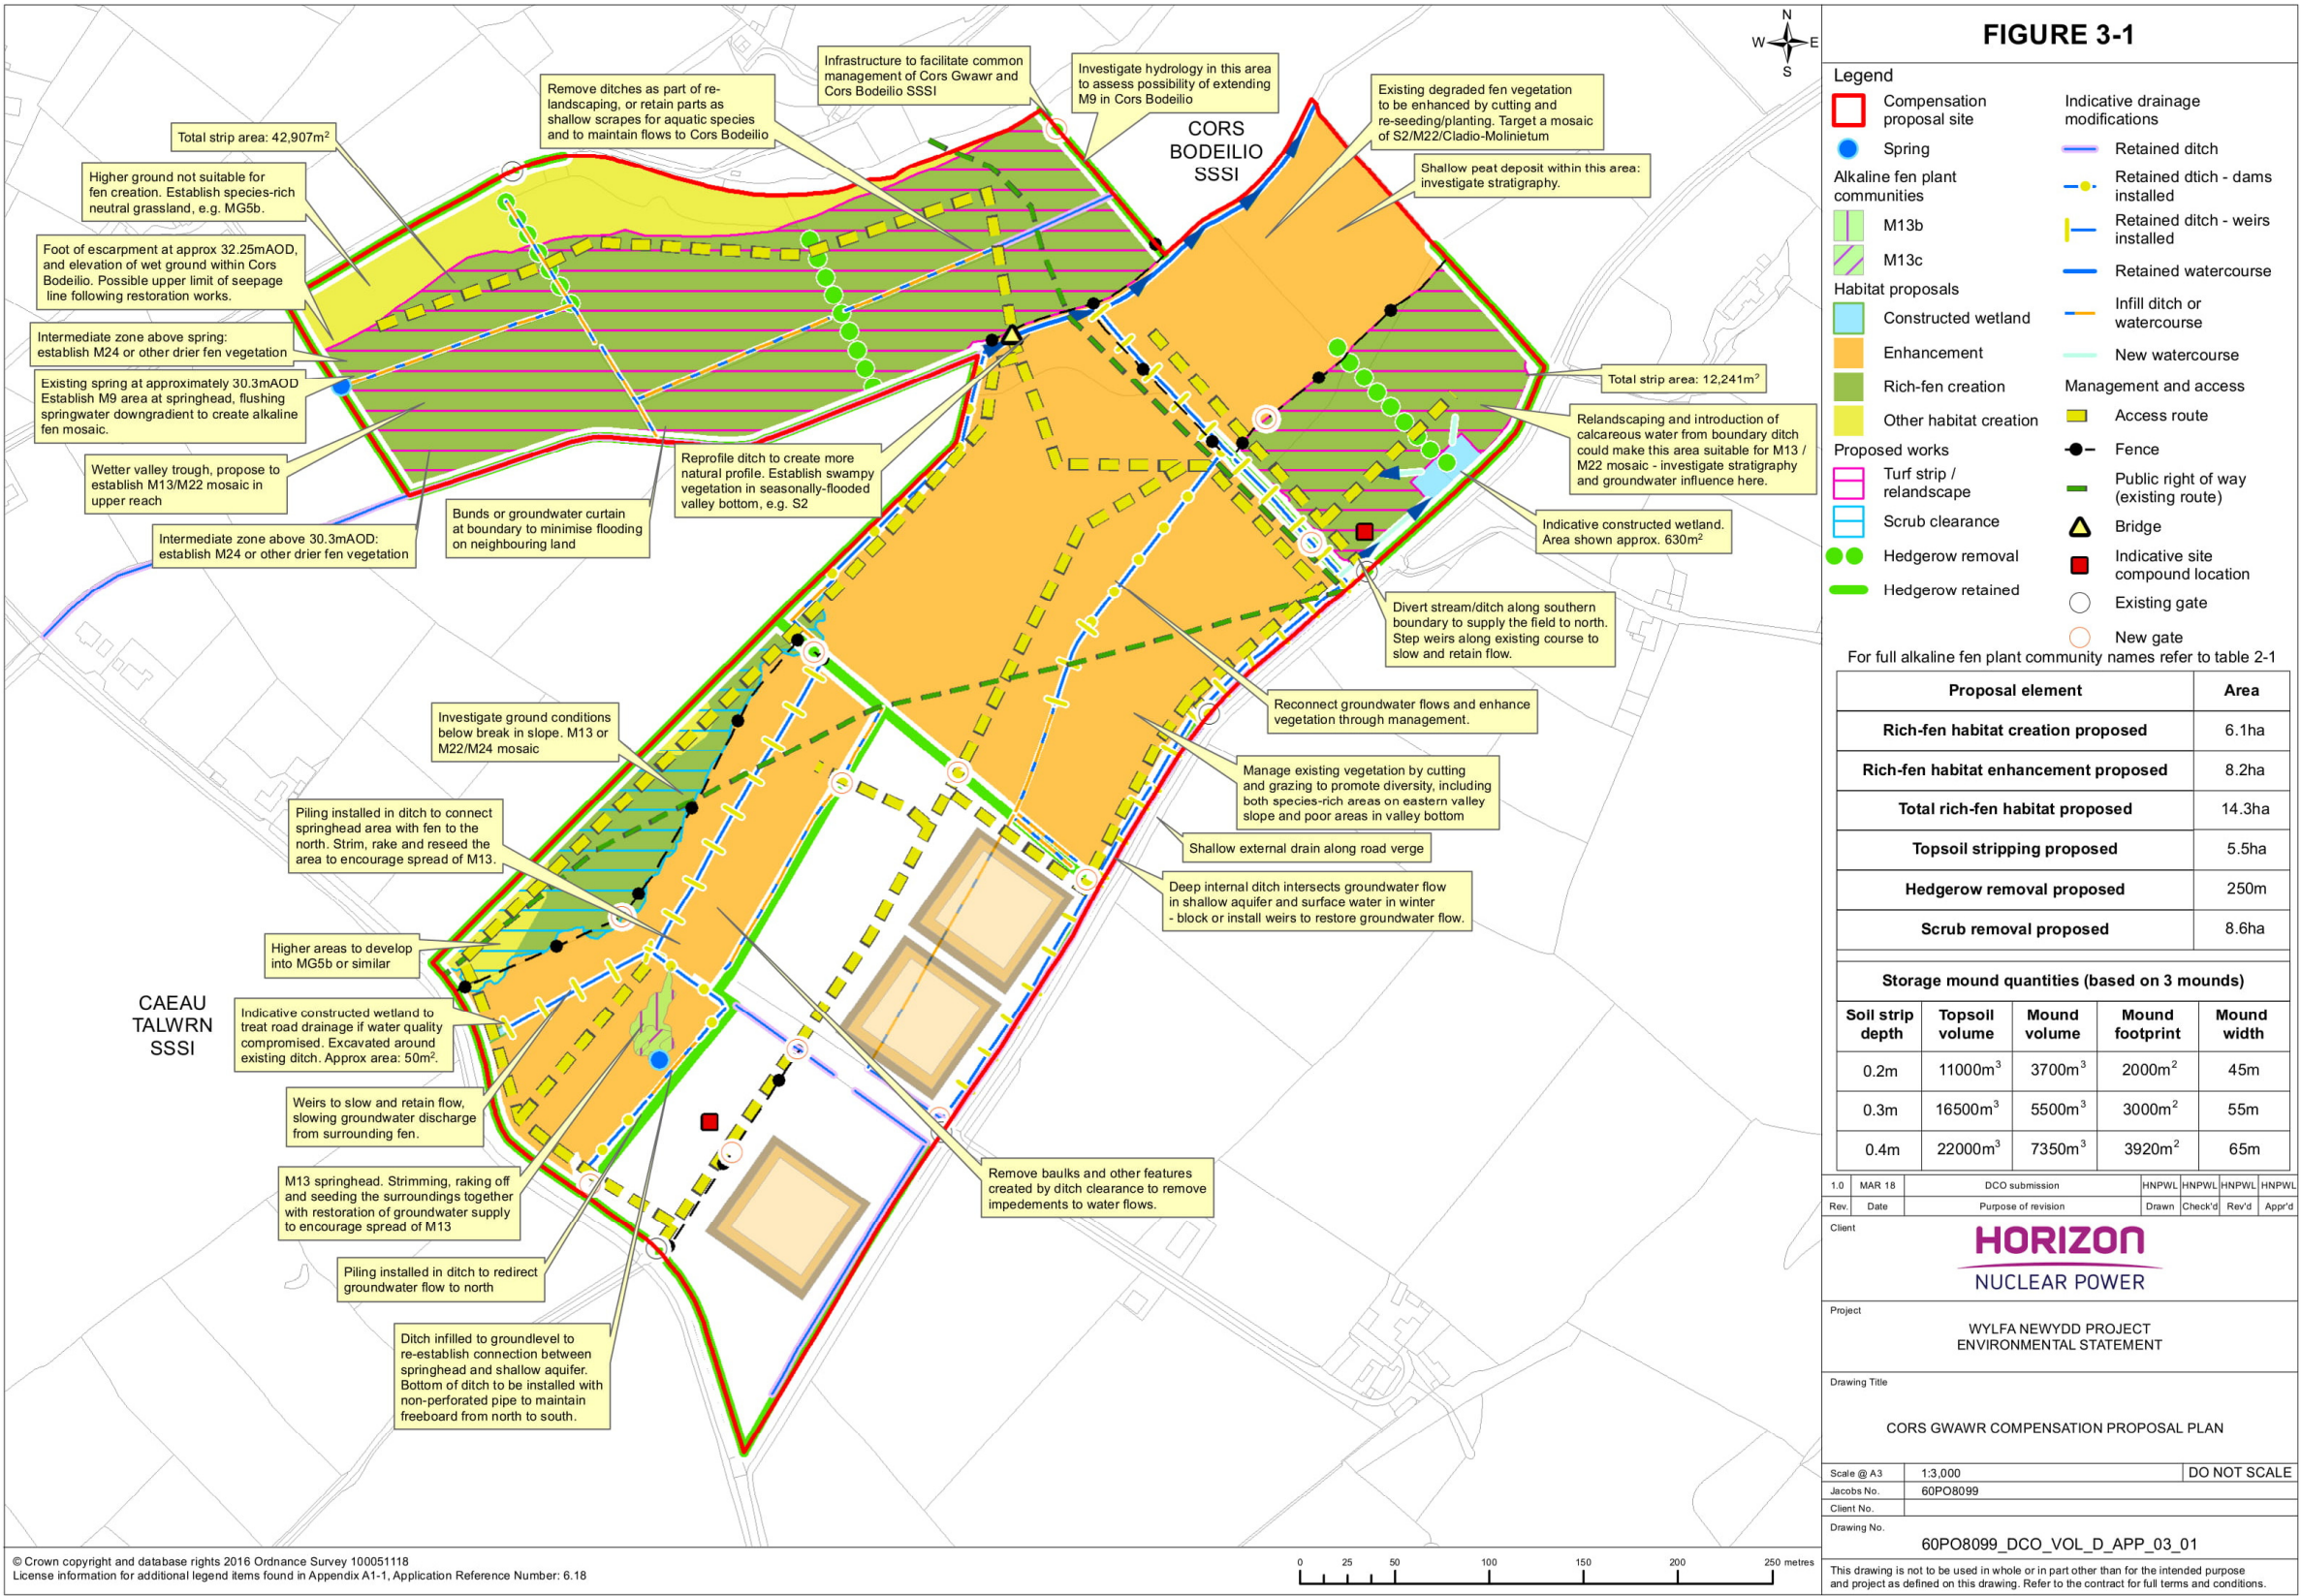 N
W E
S
Infrastructure to facilitate common
management of Cors Gwawr and
Cors Bodeilio SSSI
Investigate hydrology in this area
to assess possibility of extending
M9 in Cors Bodeilio
Remove ditches as part of re-
landscaping, or retain parts as
shallow scrapes for aquatic species
and to maintain flows to Cors Bodeilio
Existing degraded fen vegetation
to be enhanced by cutting and
re-seeding/planting. Target a mosaic
of S2/M22/Cladio-Molinietum
CORS
BODEILIO
SSSI
Total strip area: 42,907m²
Shallow peat deposit within this area:
investigate stratigraphy.
Higher ground not suitable for
fen creation. Establish species-rich
neutral grassland, e.g. MG5b.
Foot of escarpment at approx 32.25mAOD,
and elevation of wet ground within Cors
Bodeilio. Possible upper limit of seepage
line following restoration works.
Intermediate zone above spring:
establish M24 or other drier fen vegetation
Existing spring at approximately 30.3mAOD
Establish M9 area at springhead, flushing
springwater downgradient to create alkaline
fen mosaic.
Total strip area: 12,241m²
Relandscaping and introduction of
calcareous water from boundary ditch
could make this area suitable for M13 /
M22 mosaic - investigate stratigraphy
and groundwater influence here.
Wetter valley trough, propose to
establish M13/M22 mosaic in
upper reach
Reprofile ditch to create more
natural profile. Establish swampy
vegetation in seasonally-flooded
valley bottom, e.g. S2
Bunds or groundwater curtain
at boundary to minimise flooding
on neighbouring land
Intermediate zone above 30.3mAOD:
establish M24 or other drier fen vegetation
Indicative constructed wetland.
Area shown approx. 630m²
Divert stream/ditch along southern
boundary to supply the field to north.
Step weirs along existing course to
slow and retain flow.
Reconnect groundwater flows and enhance
vegetation through management.
Investigate ground conditions
below break in slope. M13 or
M22/M24 mosaic
Manage existing vegetation by cutting
and grazing to promote diversity, including
both species-rich areas on eastern valley
slope and poor areas in valley bottom
Piling installed in ditch to connect
springhead area with fen to the
north. Strim, rake and reseed the
area to encourage spread of M13.
Shallow external drain along road verge
Deep internal ditch intersects groundwater flow
in shallow aquifer and surface water in winter
- block or install weirs to restore groundwater flow.
Higher areas to develop
into MG5b or similar
CAEAU
TALWRN
SSSI
Indicative constructed wetland to
treat road drainage if water quality
compromised. Excavated around
existing ditch. Approx area: 50m².
Weirs to slow and retain flow,
slowing groundwater discharge
from surrounding fen.
M13 springhead. Strimming, raking off
and seeding the surroundings together
with restoration of groundwater supply
to encourage spread of M13
Remove baulks and other features
created by ditch clearance to remove
impedements to water flows.
Piling installed in ditch to redirect
groundwater flow to north
Ditch infilled to groundlevel to
re-establish connection between
springhead and shallow aquifer.
Bottom of ditch to be installed with
non-perforated pipe to maintain
freeboard from north to south.
© Crown copyright and database rights 2016 Ordnance Survey 100051118
License information for additional legend items found in Appendix A1-1, Application Reference Number: 6.18
0 25 50 100 150 200 250 metres
FIGURE 3-1
Legend
Compensation
proposal site
Spring
Alkaline fen plant
communities
M13b
M13c
Habitat proposals
Constructed wetland
Enhancement
Rich-fen creation
Other habitat creation
Proposed works
Turf strip /
relandscape
Scrub clearance
Hedgerow removal
Hedgerow retained
Indicative drainage
modifications
Retained ditch
Retained dtich - dams
installed
Retained ditch - weirs
installed
Retained watercourse
Infill ditch or
watercourse
New watercourse
Management and access
Access route
Fence
Public right of way
(existing route)
Bridge
Indicative site
compound location
Existing gate
New gate
For full alkaline fen plant community names refer to table 2-1
Proposal element Area
Rich-fen habitat creation proposed 6.1ha
Rich-fen habitat enhancement proposed 8.2ha
Total rich-fen habitat proposed 14.3ha
Topsoil stripping proposed 5.5ha
Hedgerow removal proposed 250m
Scrub removal proposed 8.6ha
Storage mound quantities (based on 3 mounds)
Soil strip depth Topsoil volume Mound volume Mound footprint Mound width
0.2m 11000m³ 3700m³ 2000m² 45m
0.3m 16500m³ 5500m³ 3000m² 55m
0.4m 22000m³ 7350m³ 3920m² 65m
1.0 MAR 18 DCO submission HNPWL HNPWL HNPWL HNPWL
Rev. Date Purpose of revision Drawn Check'd Rev'd Appr'd
Client
HORIZON
NUCLEAR POWER
Project
WYLFA NEWYDD PROJECT
ENVIRONMENTAL STATEMENT
Drawing Title
CORS GWAWR COMPENSATION PROPOSAL PLAN
Scale @ A3 1:3,000 DO NOT SCALE
Jacobs No. 60PO8099
Client No.
Drawing No.
60PO8099_DCO_VOL_D_APP_03_01
This drawing is not to be used in whole or in part other than for the intended purpose
and project as defined on this drawing. Refer to the contract for full terms and conditions.